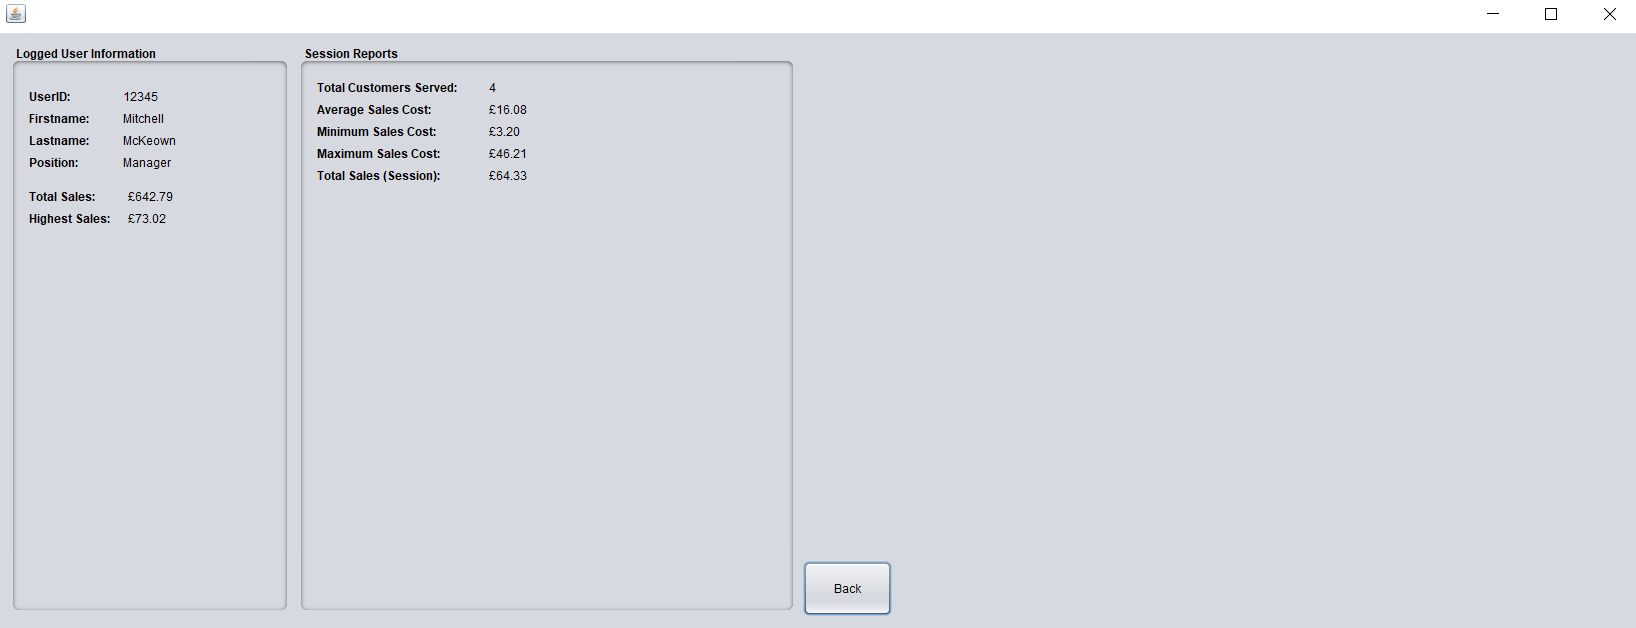 Logged User Information
UserID: 12345
Firstname: Mitchell
Lastname: McKeown
Position: Manager
Total Sales: £642.79
Highest Sales: £73.02
Session Reports
Total Customers Served: 4
Average Sales Cost: £16.08
Minimum Sales Cost: £3.20
Maximum Sales Cost: £46.21
Total Sales (Session): £64.33
Back